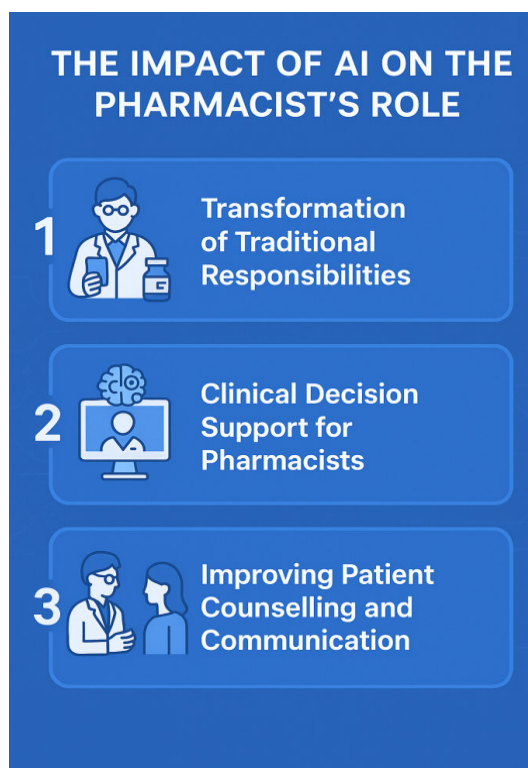 THE IMPACT OF AI ON THE
PHARMACIST'S ROLE
1
Transformation
of Traditional
Responsibilities
2
Clinical Decision
Support for
Pharmacists
3
Improving Patient
Counselling and
Communication